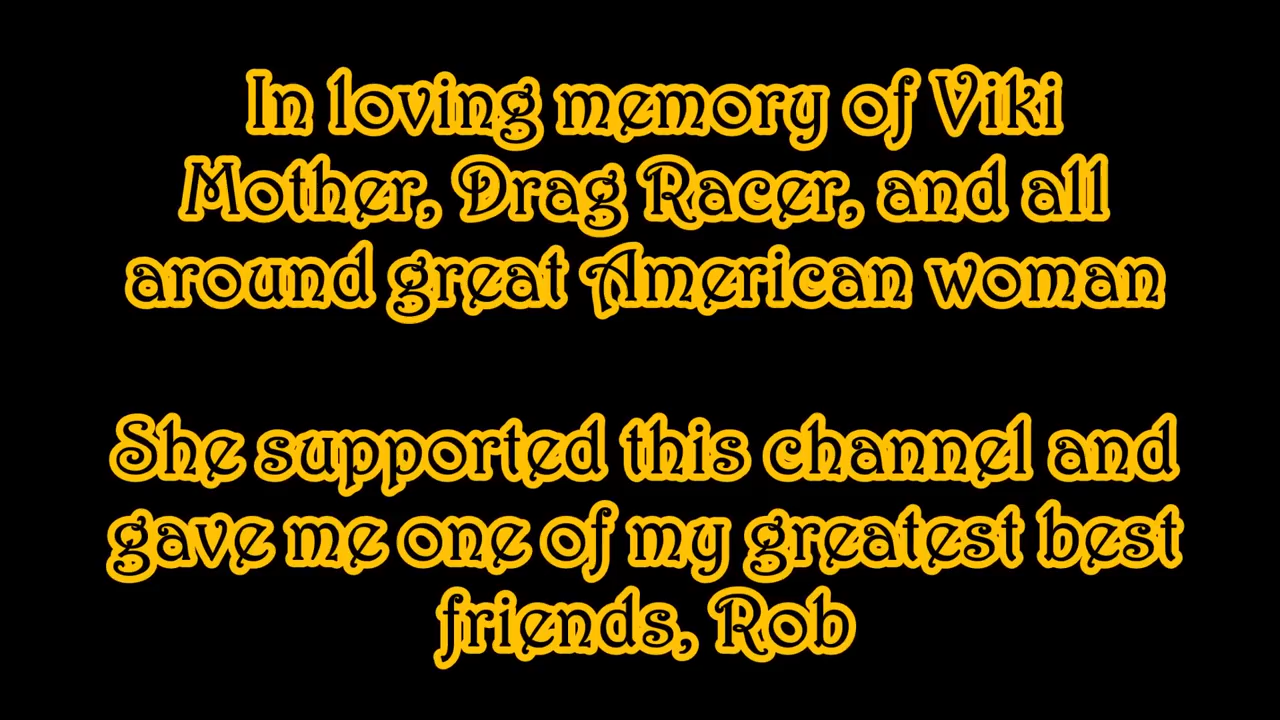 In loving memory of Viki
Mother, Drag Racer, and all
around great American woman
She supported this channel and
gave me one of my greatest best
friends, Rob